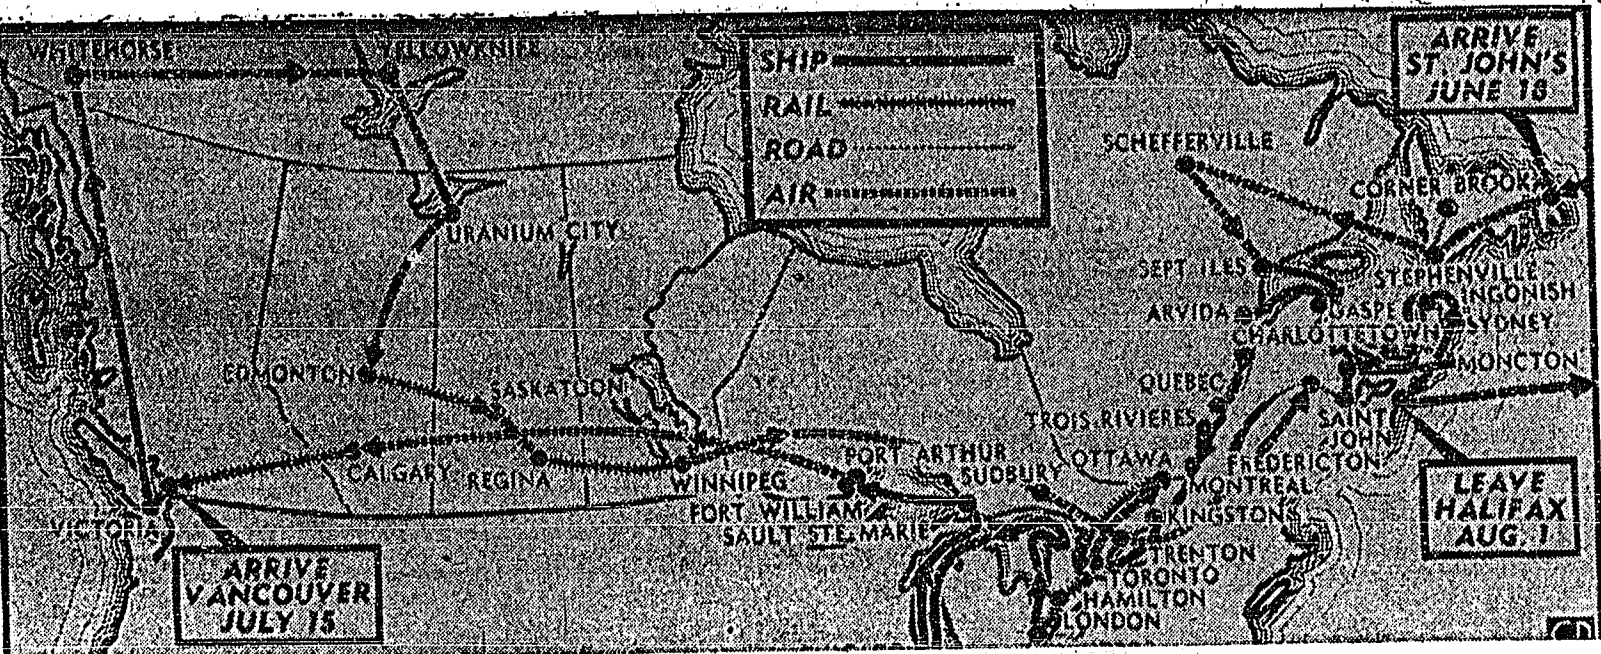 WHITEHORSE
YELLOWKNIFE
SHIP
RAIL
ROAD
AIR
ARRIVE
ST. JOHN'S
JUNE 18
SCHEFFERVILLE
CORNER BROOK
URANIUM CITY
SEPT ILES
STEPHENVILLE
INGONISH
ARVIDA
GASPE
SYDNEY
CHARLOTTETOWN
MONCTON
EDMONTON
SASKATOON
QUEBEC
TROIS RIVIERES
SAINT
JOHN
CALGARY
REGINA
WINNIPEG
PORT ARTHUR
SUDBURY
OTTAWA
FREDERICTON
MONTREAL
LEAVE
HALIFAX
AUG. 1
VICTORIA
FORT WILLIAM
SAULT STE. MARIE
KINGSTON
TRENTON
TORONTO
HAMILTON
LONDON
ARRIVE
VANCOUVER
JULY 15